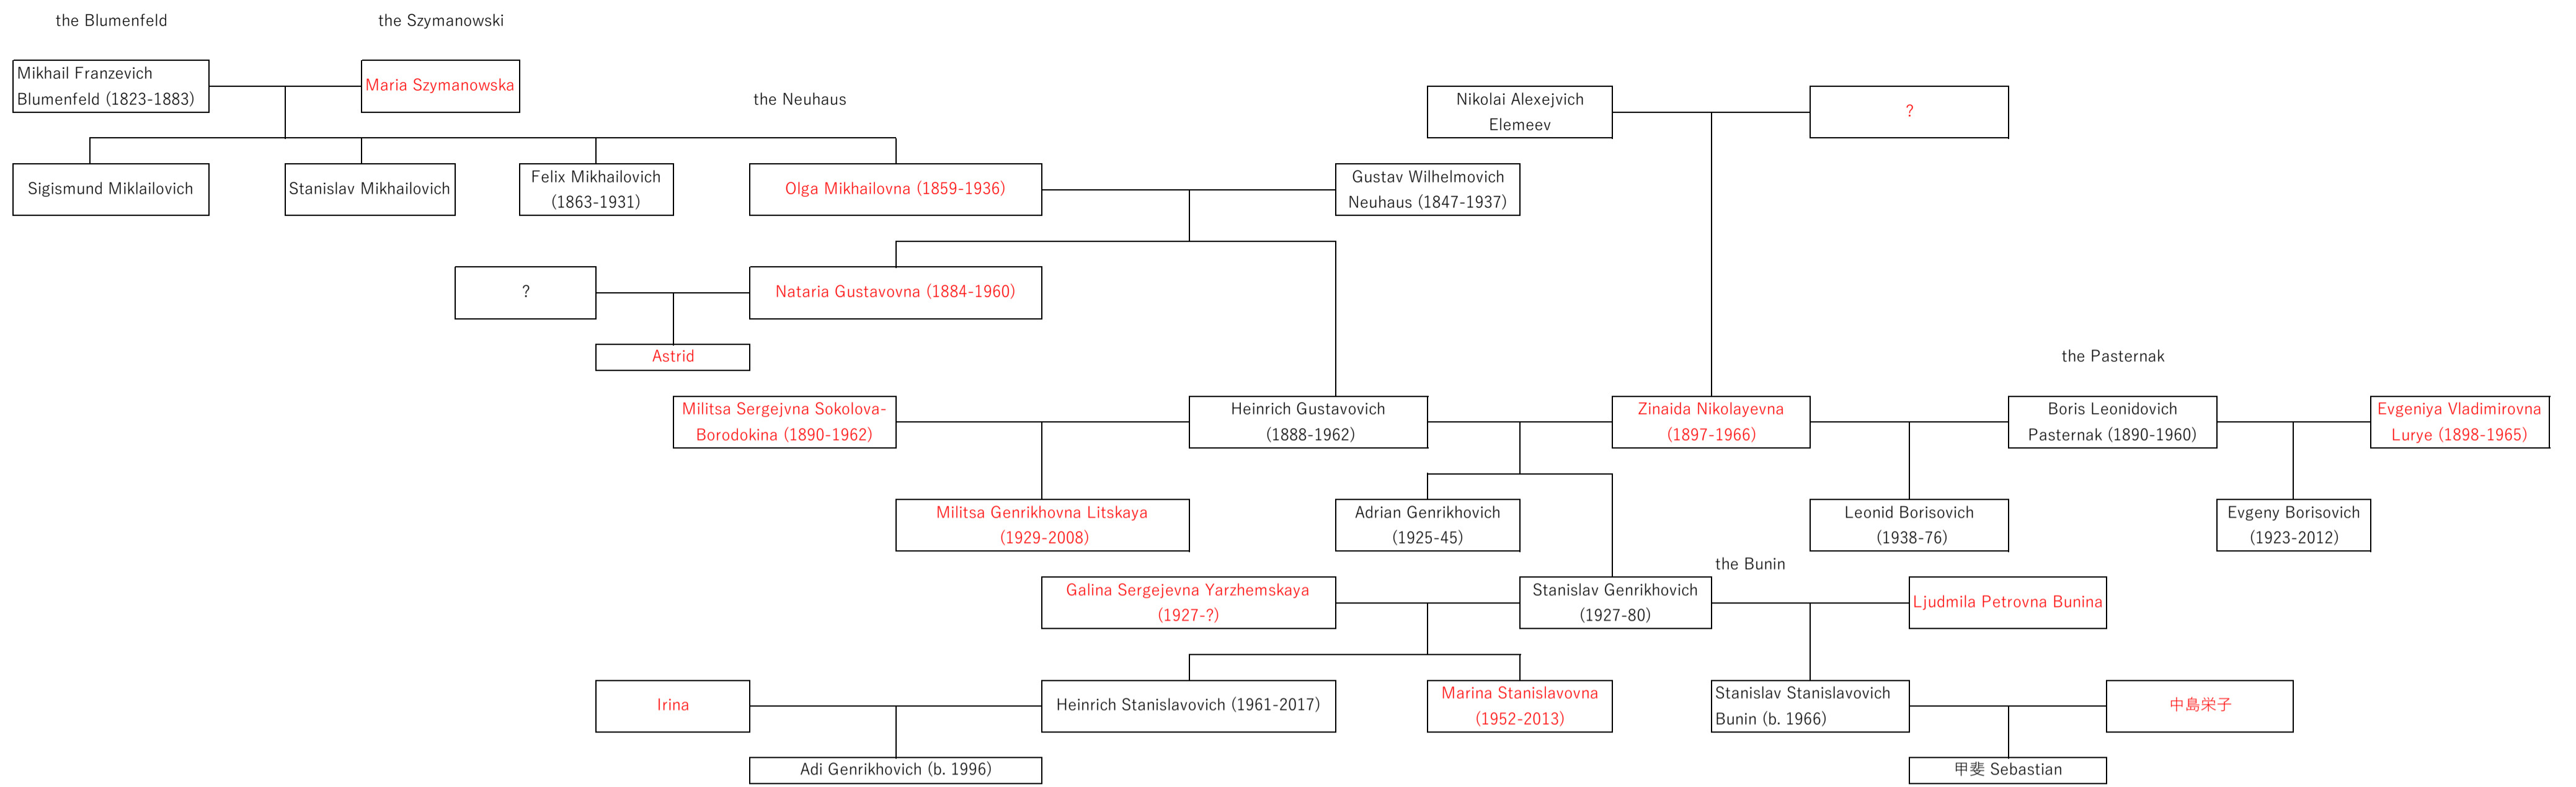 the Blumenfeld
the Szymanowski
Mikhail Franzevich
Blumenfeld (1823-1883)
Maria Szymanowska
the Neuhaus
Nikolai Alexejvich
Elemeev
?
Sigismund Miklailovich
Stanislav Mikhailovich
Felix Mikhailovich
(1863-1931)
Olga Mikhailovna (1859-1936)
Gustav Wilhelmovich
Neuhaus (1847-1937)
?
Nataria Gustavovna (1884-1960)
Astrid
the Pasternak
Militsa Sergejvna Sokolova-
Borodokina (1890-1962)
Heinrich Gustavovich
(1888-1962)
Zinaida Nikolayevna
(1897-1966)
Boris Leonidovich
Pasternak (1890-1960)
Evgeniya Vladimirovna
Lurye (1898-1965)
Militsa Genrikhovna Litskaya
(1929-2008)
Adrian Genrikhovich
(1925-45)
Leonid Borisovich
(1938-76)
Evgeny Borisovich
(1923-2012)
the Bunin
Galina Sergejevna Yarzhemskaya
(1927-?)
Stanislav Genrikhovich
(1927-80)
Ljudmila Petrovna Bunina
Irina
Heinrich Stanislavovich (1961-2017)
Marina Stanislavovna
(1952-2013)
Stanislav Stanislavovich
Bunin (b. 1966)
中島栄子
Adi Genrikhovich (b. 1996)
甲斐 Sebastian